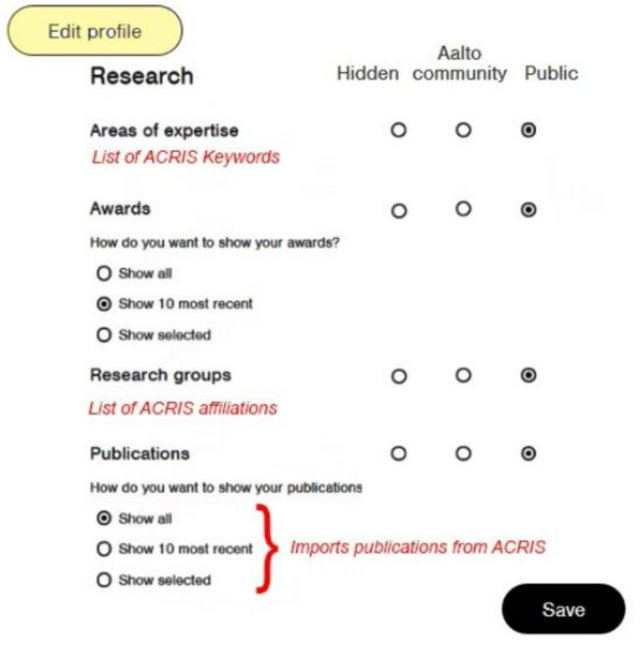 Edit profile
Research
Hidden
Aalto
community
Public
Areas of expertise
List of ACRIS Keywords
Awards
How do you want to show your awards?
Show all
Show 10 most recent
Show selected
Research groups
List of ACRIS affiliations
Publications
How do you want to show your publications
Show all
Show 10 most recent
Imports publications from ACRIS
Show selected
Save